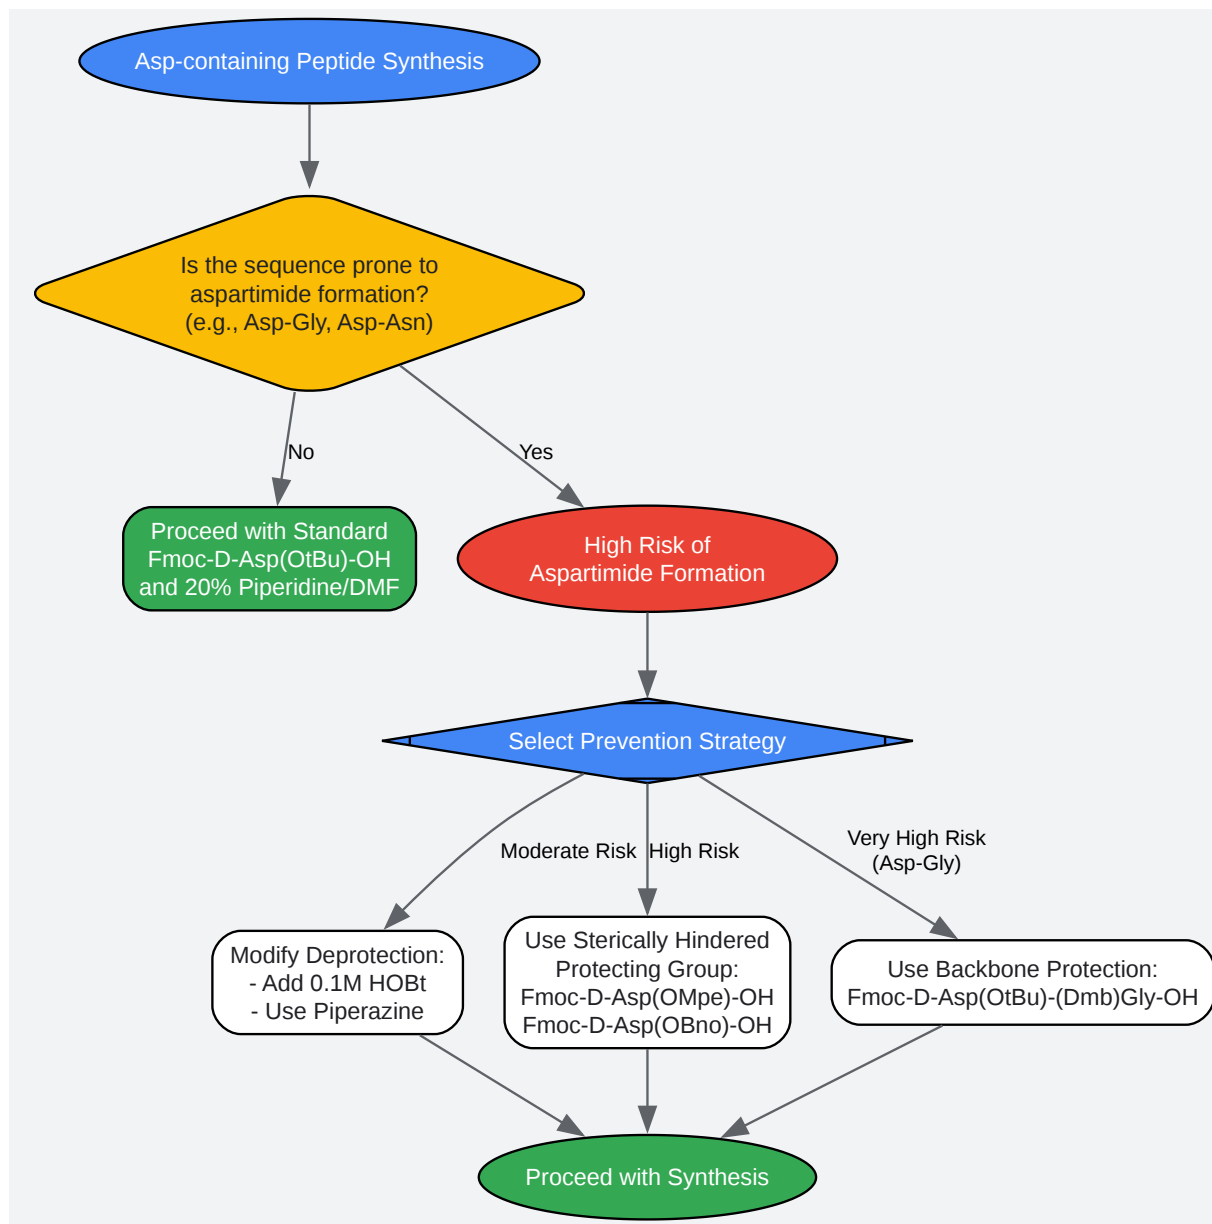 Asp-containing Peptide Synthesis
Is the sequence prone to
aspartimide formation?
(e.g., Asp-Gly, Asp-Asn)
No
Yes
Proceed with Standard
Fmoc-D-Asp(OtBu)-OH
and 20% Piperidine/DMF
High Risk of
Aspartimide Formation
Select Prevention Strategy
Moderate Risk
High Risk
Very High Risk
(Asp-Gly)
Modify Deprotection:
- Add 0.1M HOBt
- Use Piperazine
Use Sterically Hindered
Protecting Group:
Fmoc-D-Asp(OMpe)-OH
Fmoc-D-Asp(OBno)-OH
Use Backbone Protection:
Fmoc-D-Asp(OtBu)-(Dmb)Gly-OH
Proceed with Synthesis